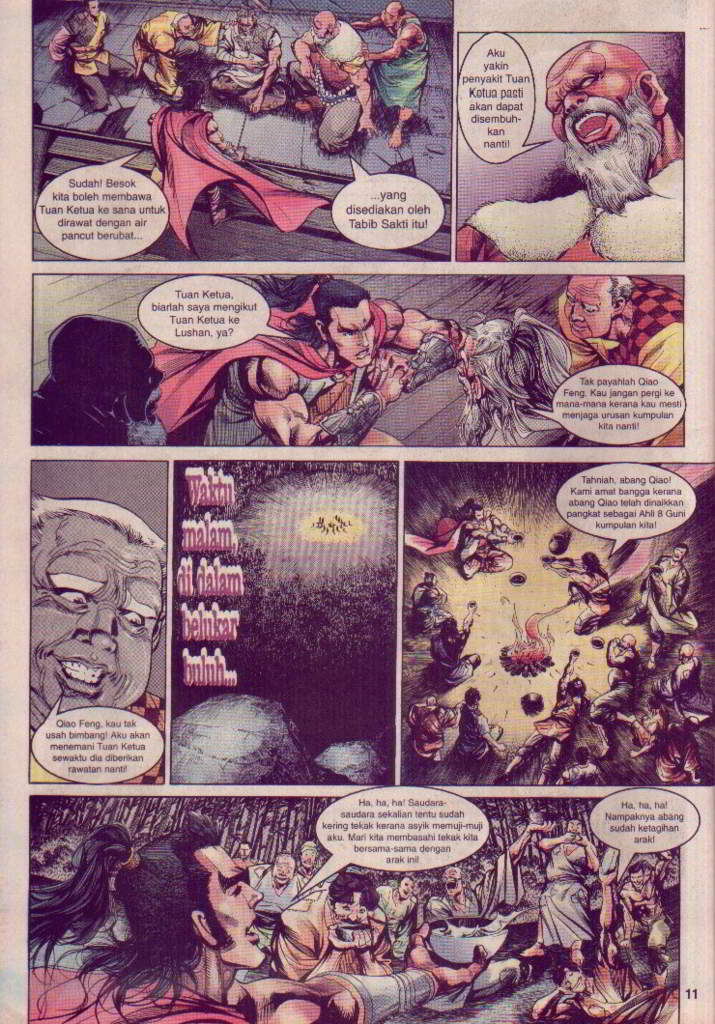 Sudah! Besok
kita boleh membawa
Tuan Ketua ke sana untuk
dirawat dengan air
pancut berubat...
...yang
disediakan oleh
Tabib Sakti itu!
Aku
yakin
penyakit Tuan
Kotua pasti
akan dapat
disembuh-
kan
nanti!
Tuan Ketua,
biarlah saya mengikut
Tuan Ketua ke
Lushan, ya?
Tak payahlah Qiao
Feng. Kau jangan pergi ke
mana-mana kerana kau mesti
menjaga urusan kumpulan
kita nanti!
Qiao Feng, kau tak
usah bimbang! Aku akan
menemani Tuan Ketua
sewaktu dia diberikan
rawatan nanti!
Waktu
malam,
di dalam
belukar
buluh...
Tahniah, abang Qiao!
Kami amat bangga kerana
abang Qiao telah dinaikkan
pangkat sebagai Ahli 8 Guni
kumpulan kita!
Ha, ha, ha! Saudara-
saudara sekalian tentu sudah
kering tekak kerana asyik memuji-muji
aku. Mari kita membasahi tekak kita
bersama-sama dengan
arak ini!
Ha, ha, ha!
Nampaknya abang
sudah ketagihan
arak!
11